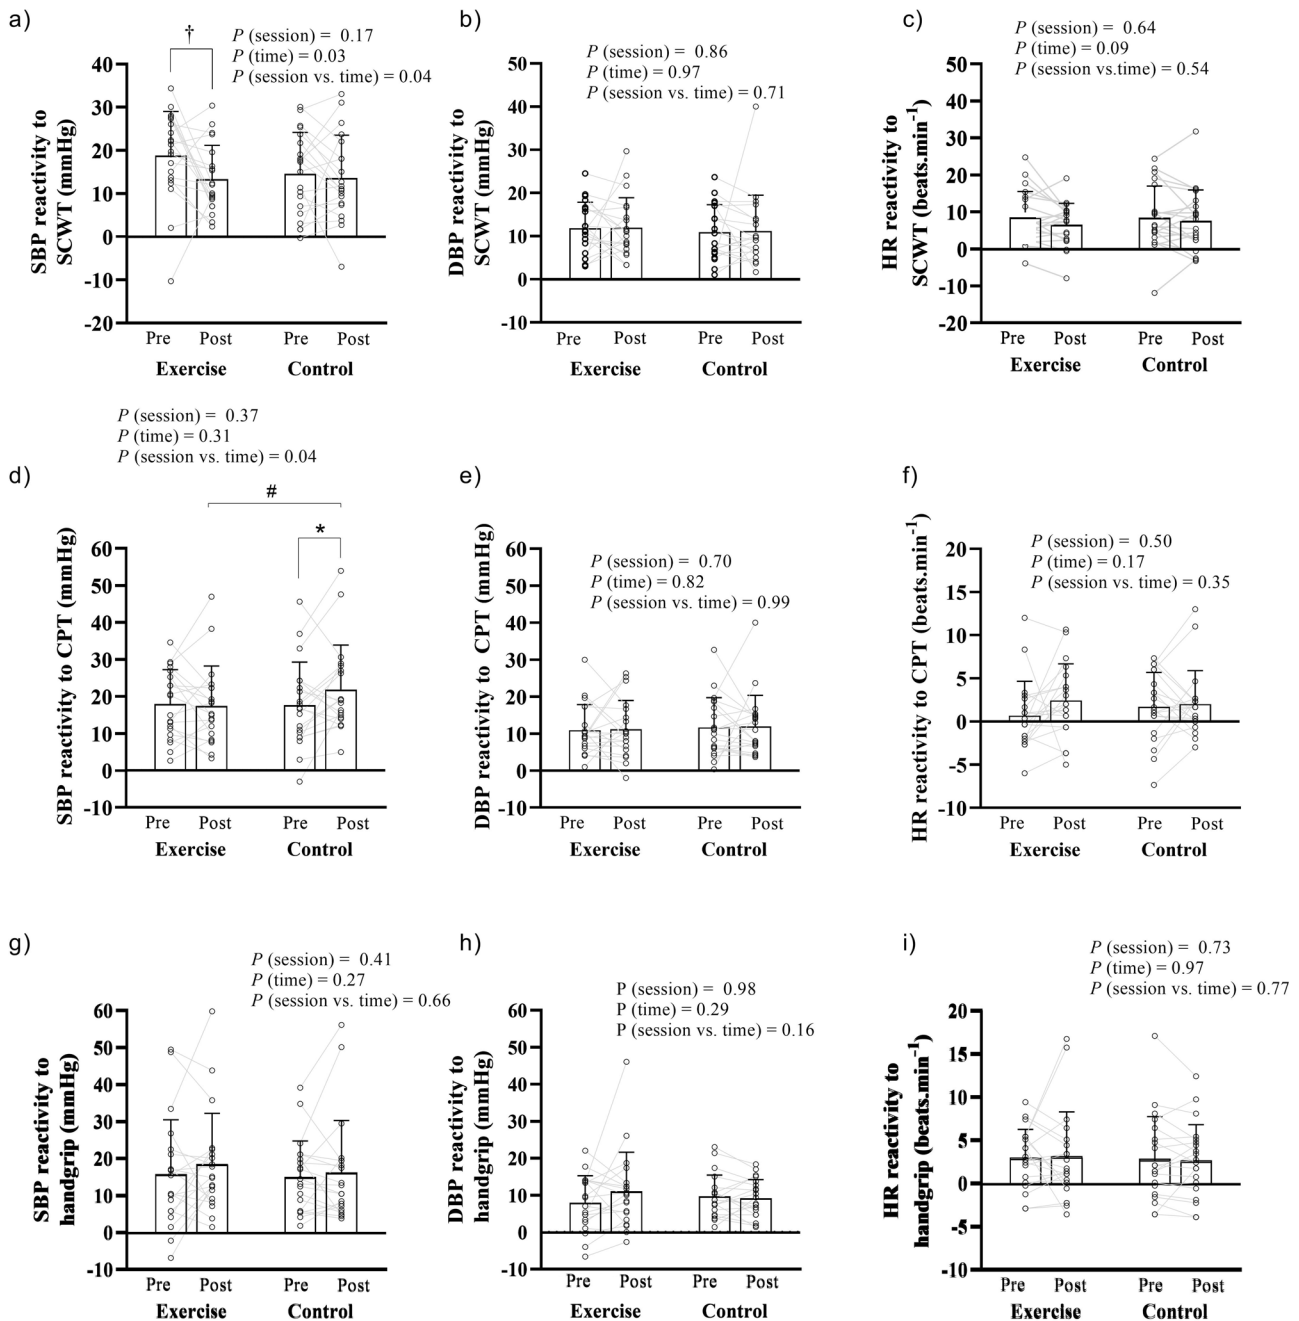 a)
†
P (session) = 0.17
P (time) = 0.03
P (session vs. time) = 0.04
SBP reactivity to
SCWT (mmHg)
40
30
20
10
0
-10
-20
Pre
Post
Pre
Post
Exercise
Control
b)
P (session) = 0.86
P (time) = 0.97
P (session vs. time) = 0.71
DBP reactivity to
SCWT (mmHg)
50
40
30
20
10
0
-10
Pre
Post
Pre
Post
Exercise
Control
c)
P (session) = 0.64
P (time) = 0.09
P (session vs.time) = 0.54
HR reactivity to
SCWT (beats.min-1)
50
40
30
20
10
0
-10
-20
Pre
Post
Pre
Post
Exercise
Control
P (session) = 0.37
P (time) = 0.31
P (session vs. time) = 0.04
d)
#
*
SBP reactivity to CPT (mmHg)
60
50
40
30
20
10
0
-10
Pre
Post
Pre
Post
Exercise
Control
e)
P (session) = 0.70
P (time) = 0.82
P (session vs. time) = 0.99
DBP reactivity to CPT (mmHg)
60
50
40
30
20
10
0
-10
Pre
Post
Pre
Post
Exercise
Control
f)
P (session) = 0.50
P (time) = 0.17
P (session vs. time) = 0.35
HR reactivity to CPT (beats.min-1)
20
15
10
5
0
-5
-10
Pre
Post
Pre
Post
Exercise
Control
g)
P (session) = 0.41
P (time) = 0.27
P (session vs. time) = 0.66
SBP reactivity to
handgrip (mmHg)
60
50
40
30
20
10
0
-10
Pre
Post
Pre
Post
Exercise
Control
h)
P (session) = 0.98
P (time) = 0.29
P (session vs. time) = 0.16
DBP reactivity to
handgrip (mmHg)
60
50
40
30
20
10
0
-10
Pre
Post
Pre
Post
Exercise
Control
i)
P (session) = 0.73
P (time) = 0.97
P (session vs. time) = 0.77
HR reactivity to
handgrip (beats.min-1)
20
15
10
5
0
-5
-10
Pre
Post
Pre
Post
Exercise
Control